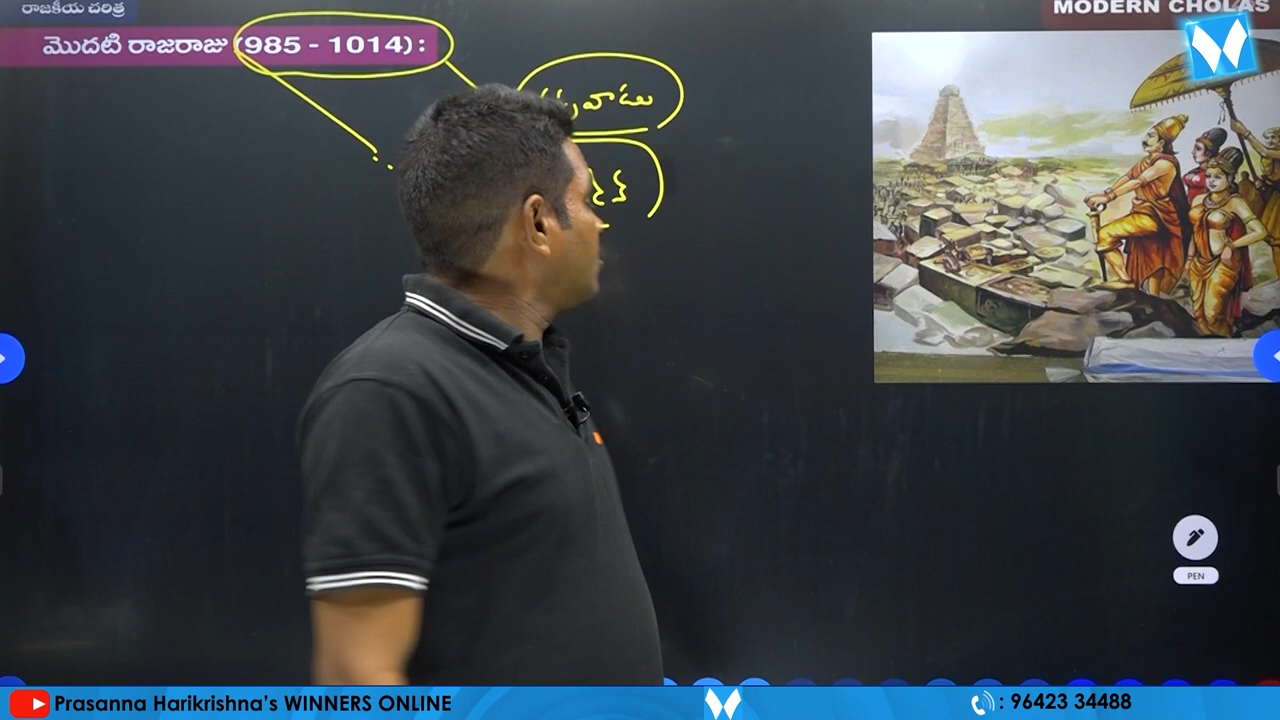 రాజకీయ చరిత్ర
MODERN CHOLAS
మొదటి రాజరాజు (985 - 1014) :
PEN
Prasanna Harikrishna's WINNERS ONLINE
: 96423 34488